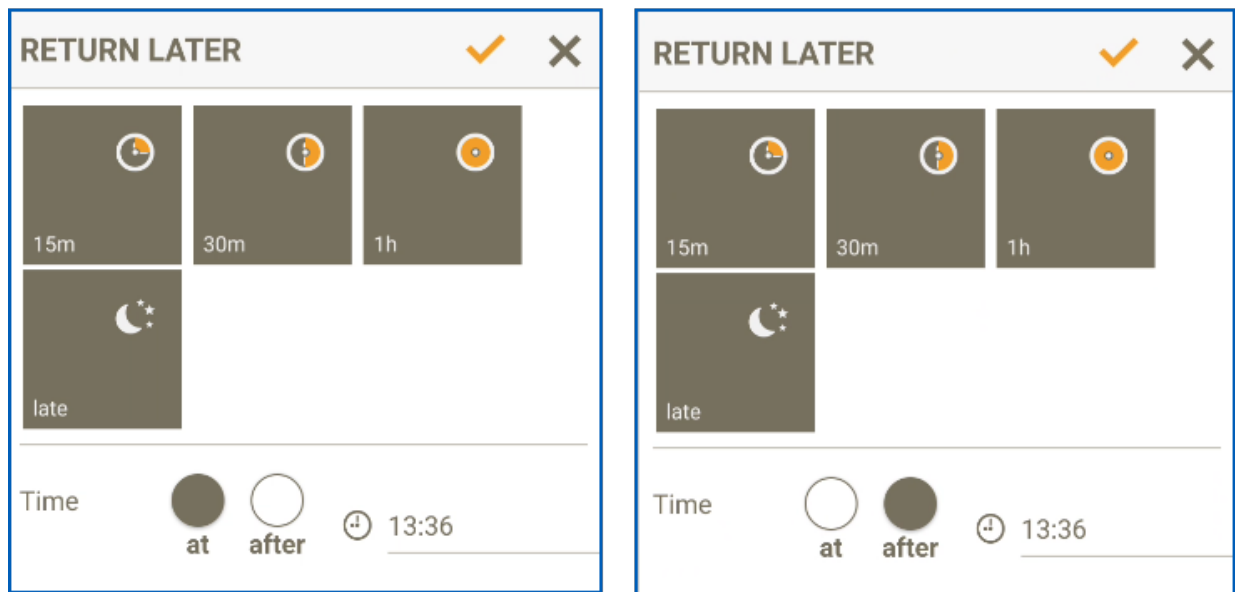 RETURN LATER
15m
30m
1h
late
Time
at
after
13:36
RETURN LATER
15m
30m
1h
late
Time
at
after
13:36